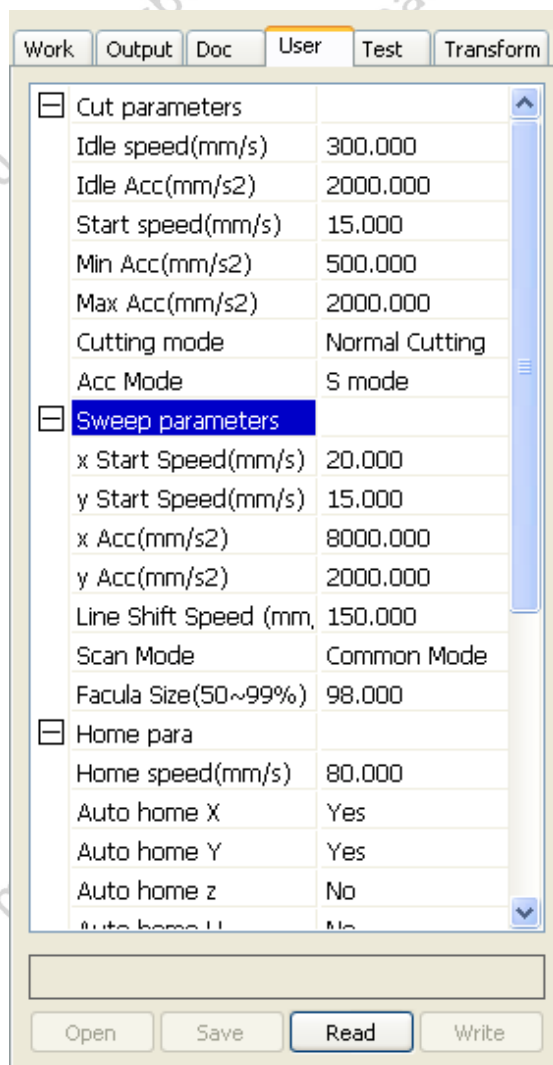 Work Output Doc User Test Transform
Cut parameters
Idle speed(mm/s) 300.000
Idle Acc(mm/s2) 2000.000
Start speed(mm/s) 15.000
Min Acc(mm/s2) 500.000
Max Acc(mm/s2) 2000.000
Cutting mode Normal Cutting
Acc Mode S mode
Sweep parameters
x Start Speed(mm/s) 20.000
y Start Speed(mm/s) 15.000
x Acc(mm/s2) 8000.000
y Acc(mm/s2) 2000.000
Line Shift Speed (mm, 150.000
Scan Mode Common Mode
Facula Size(50~99%) 98.000
Home para
Home speed(mm/s) 80.000
Auto home X Yes
Auto home Y Yes
Auto home z No
Auto home U No
Open Save Read Write